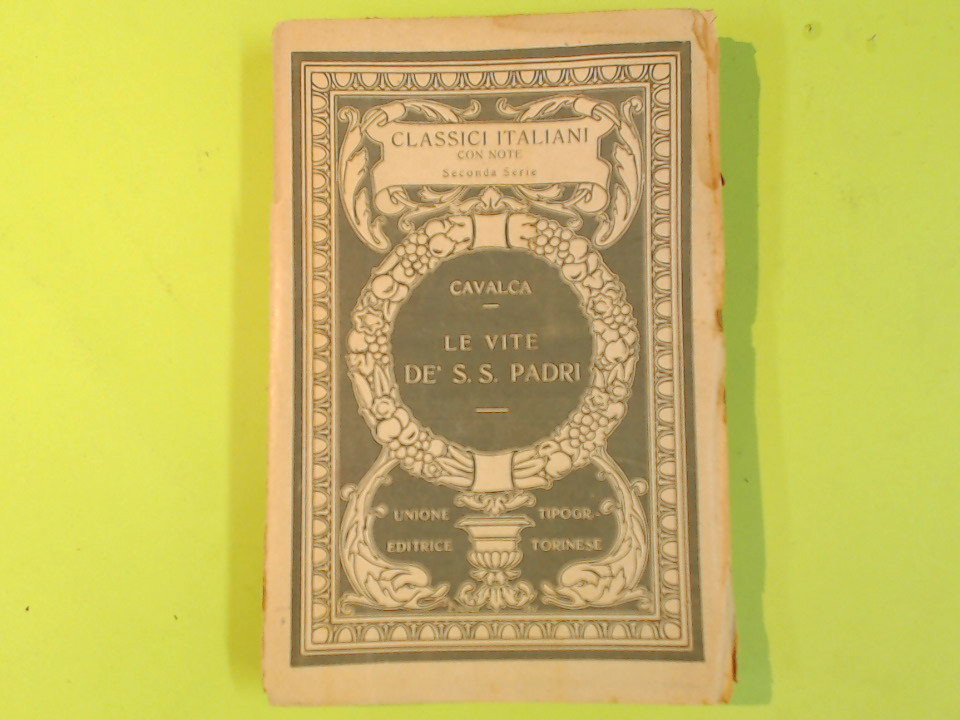 CLASSICI ITALIANI
CON NOTE
Seconda Serie
CAVALCA
LE VITE
DE' S. S. PADRI
UNIONE TIPOGR.-
EDITRICE TORINESE